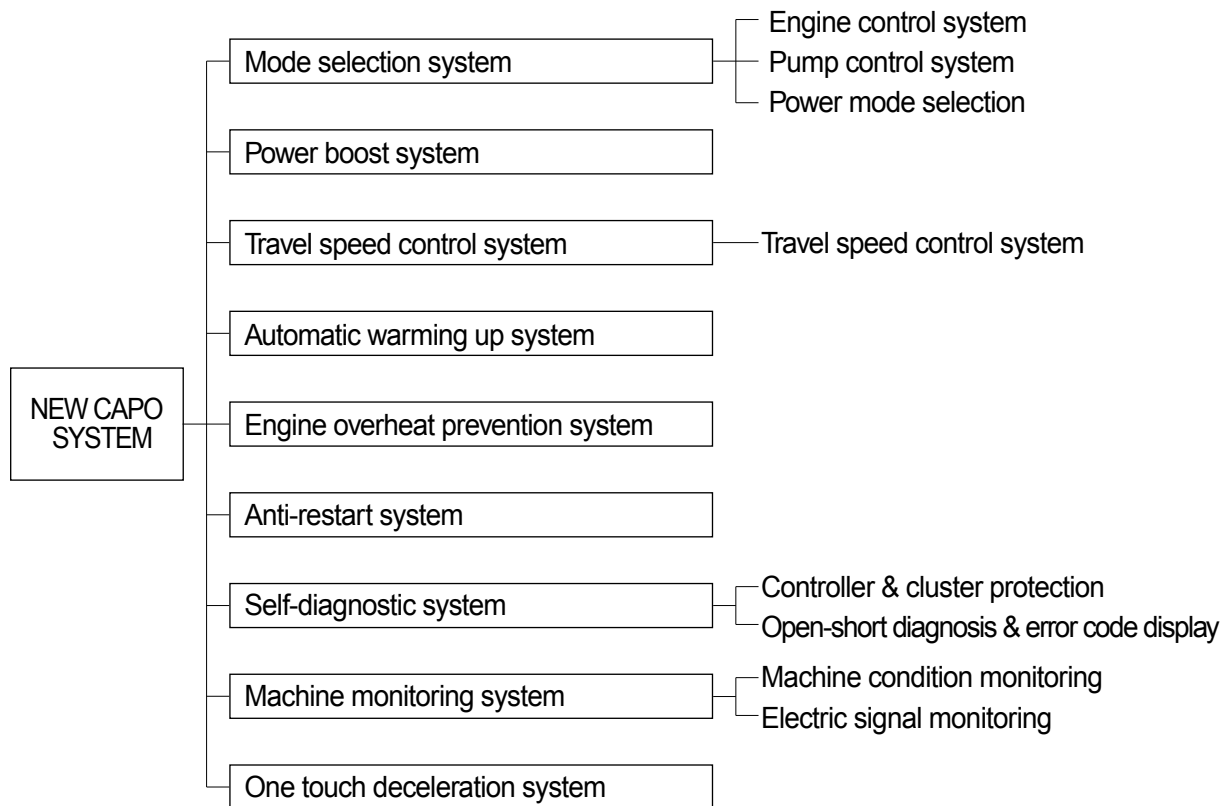 Engine control system
Mode selection system
Pump control system
Power mode selection
Power boost system
Travel speed control system
Travel speed control system
Automatic warming up system
NEW CAPO
SYSTEM
Engine overheat prevention system
Anti-restart system
Self-diagnostic system
Controller & cluster protection
Open-short diagnosis & error code display
Machine monitoring system
Machine condition monitoring
Electric signal monitoring
One touch deceleration system